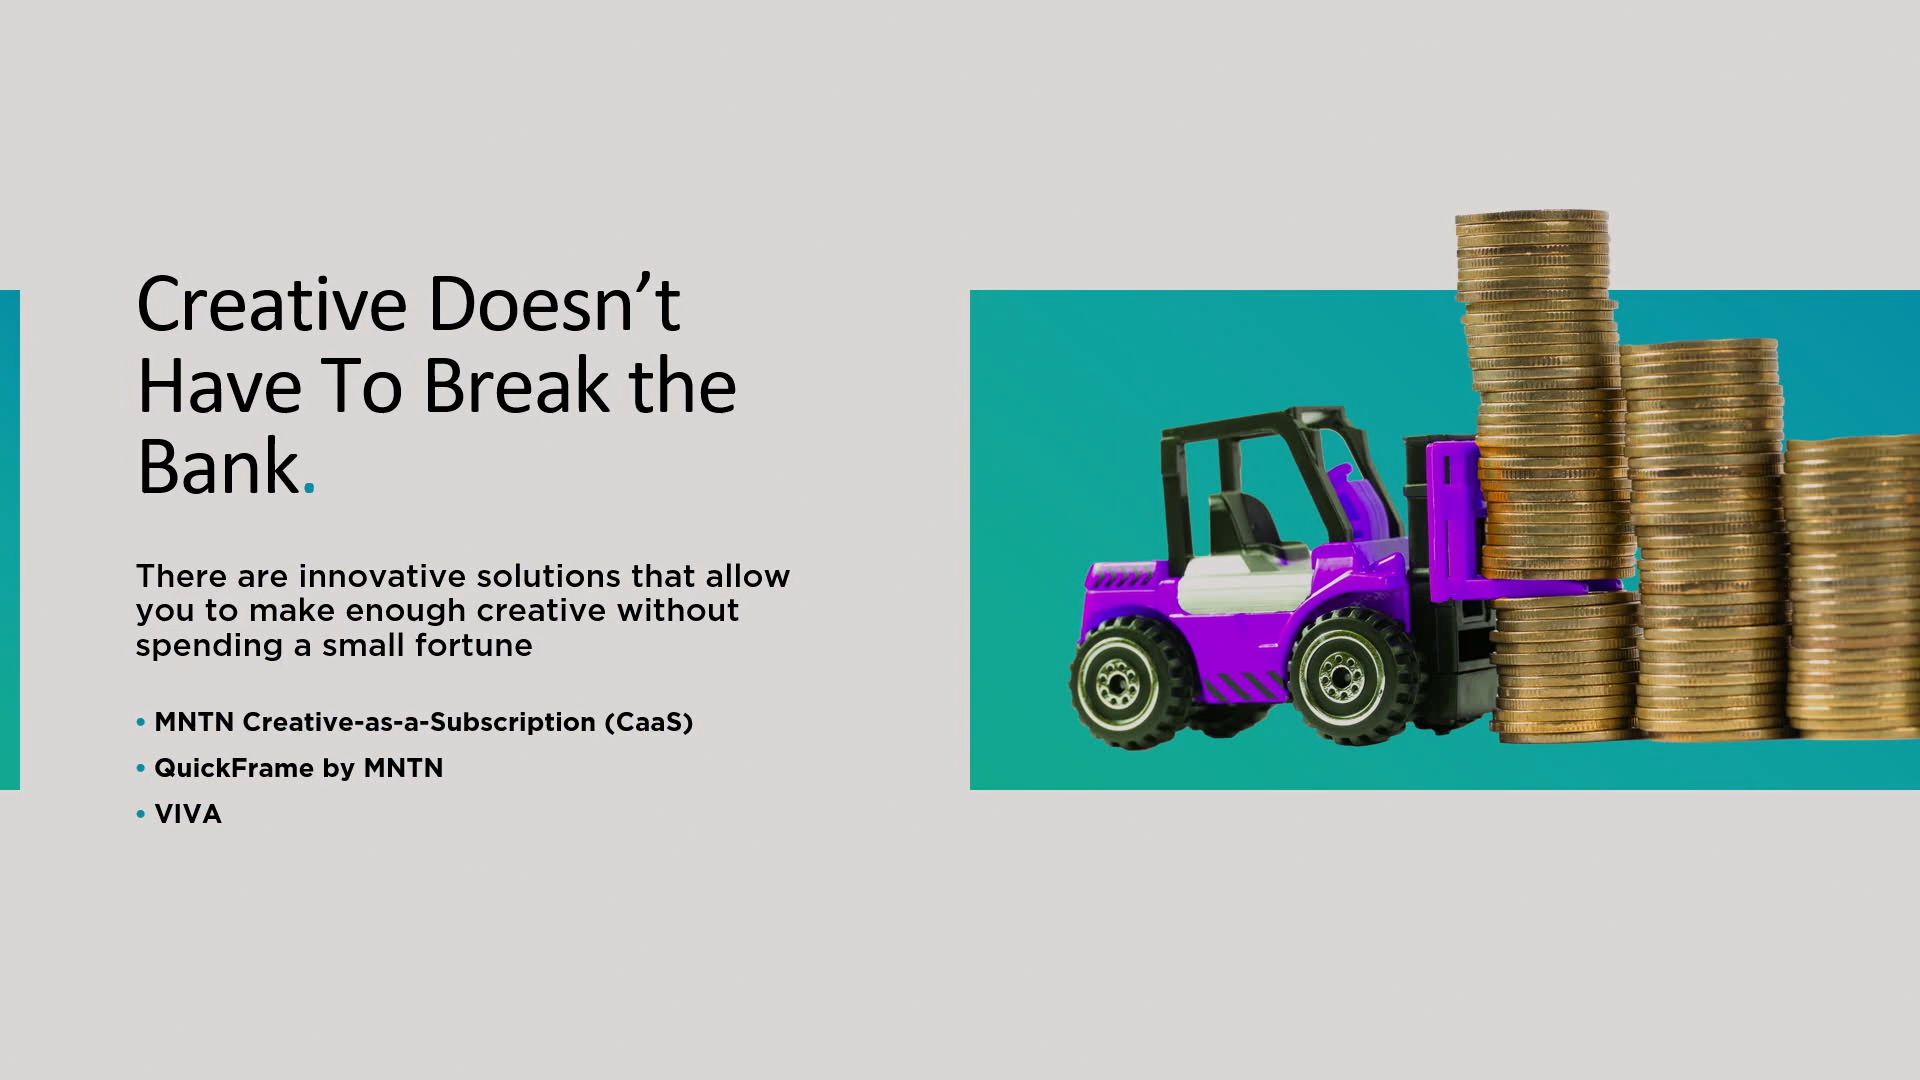 Creative Doesn’t
Have To Break the
Bank.
There are innovative solutions that allow
you to make enough creative without
spending a small fortune
• MNTN Creative-as-a-Subscription (CaaS)
• QuickFrame by MNTN
• VIVA